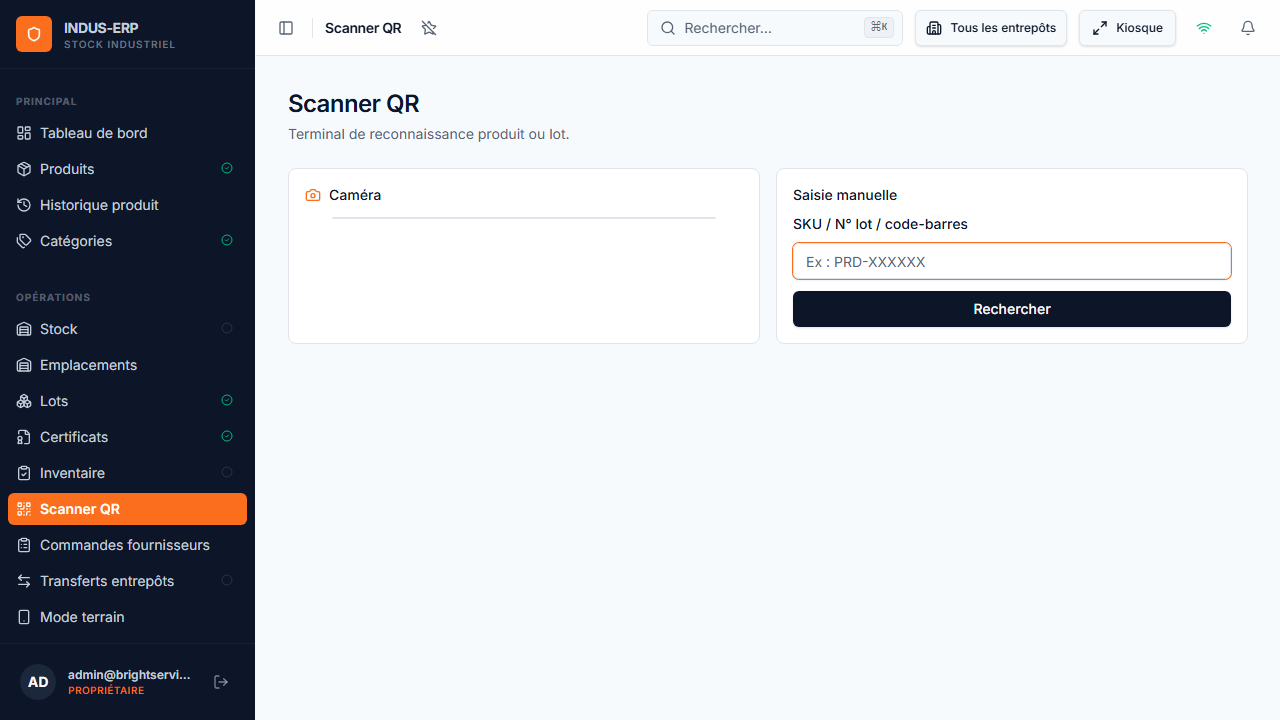 INDUS-ERP
STOCK INDUSTRIEL
PRINCIPAL
Tableau de bord
Produits
Historique produit
Catégories
OPÉRATIONS
Stock
Emplacements
Lots
Certificats
Inventaire
Scanner QR
Commandes fournisseurs
Transferts entrepôts
Mode terrain
AD
admin@brightservi...
PROPRIÉTAIRE
Scanner QR
Rechercher...
⌘K
Tous les entrepôts
Kiosque
Scanner QR
Terminal de reconnaissance produit ou lot.
Caméra
Saisie manuelle
SKU / N° lot / code-barres
Ex : PRD-XXXXXX
Rechercher